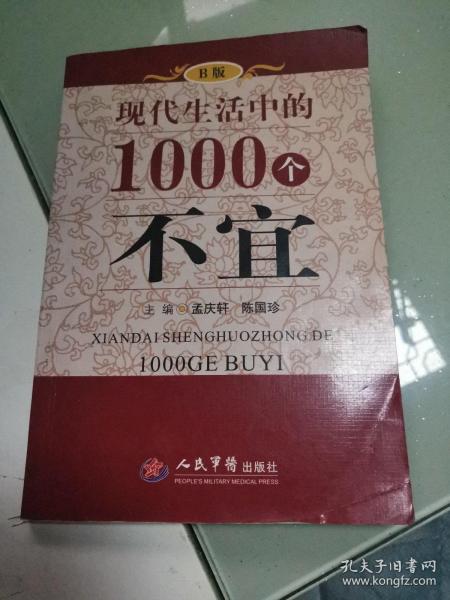 B版
现代生活中的
1000个
不宜
主编 孟庆轩 陈国珍
XIANDAI SHENGHUOZHONG DE
1000GE BUYI
人民军醫出版社
PEOPLE'S MILITARY MEDICAL PRESS
孔夫子旧书网
www.kongfz.com